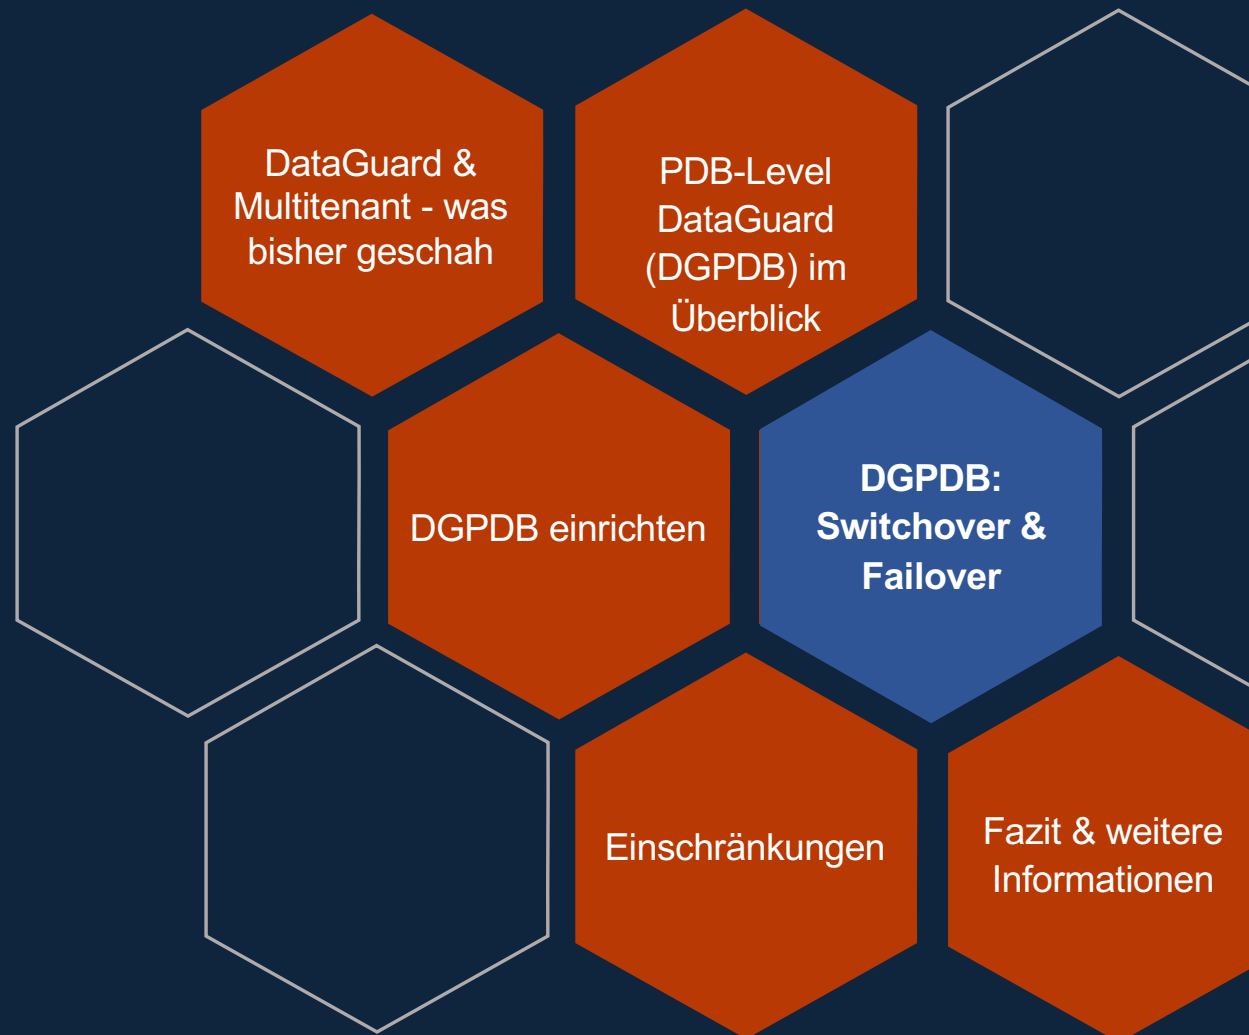 DataGuard &
Multitenant - was
bisher geschah
PDB-Level
DataGuard
(DGPDB) im
Überblick
DGPDB einrichten
DGPDB:
Switchover &
Failover
Einschränkungen
Fazit & weitere
Informationen